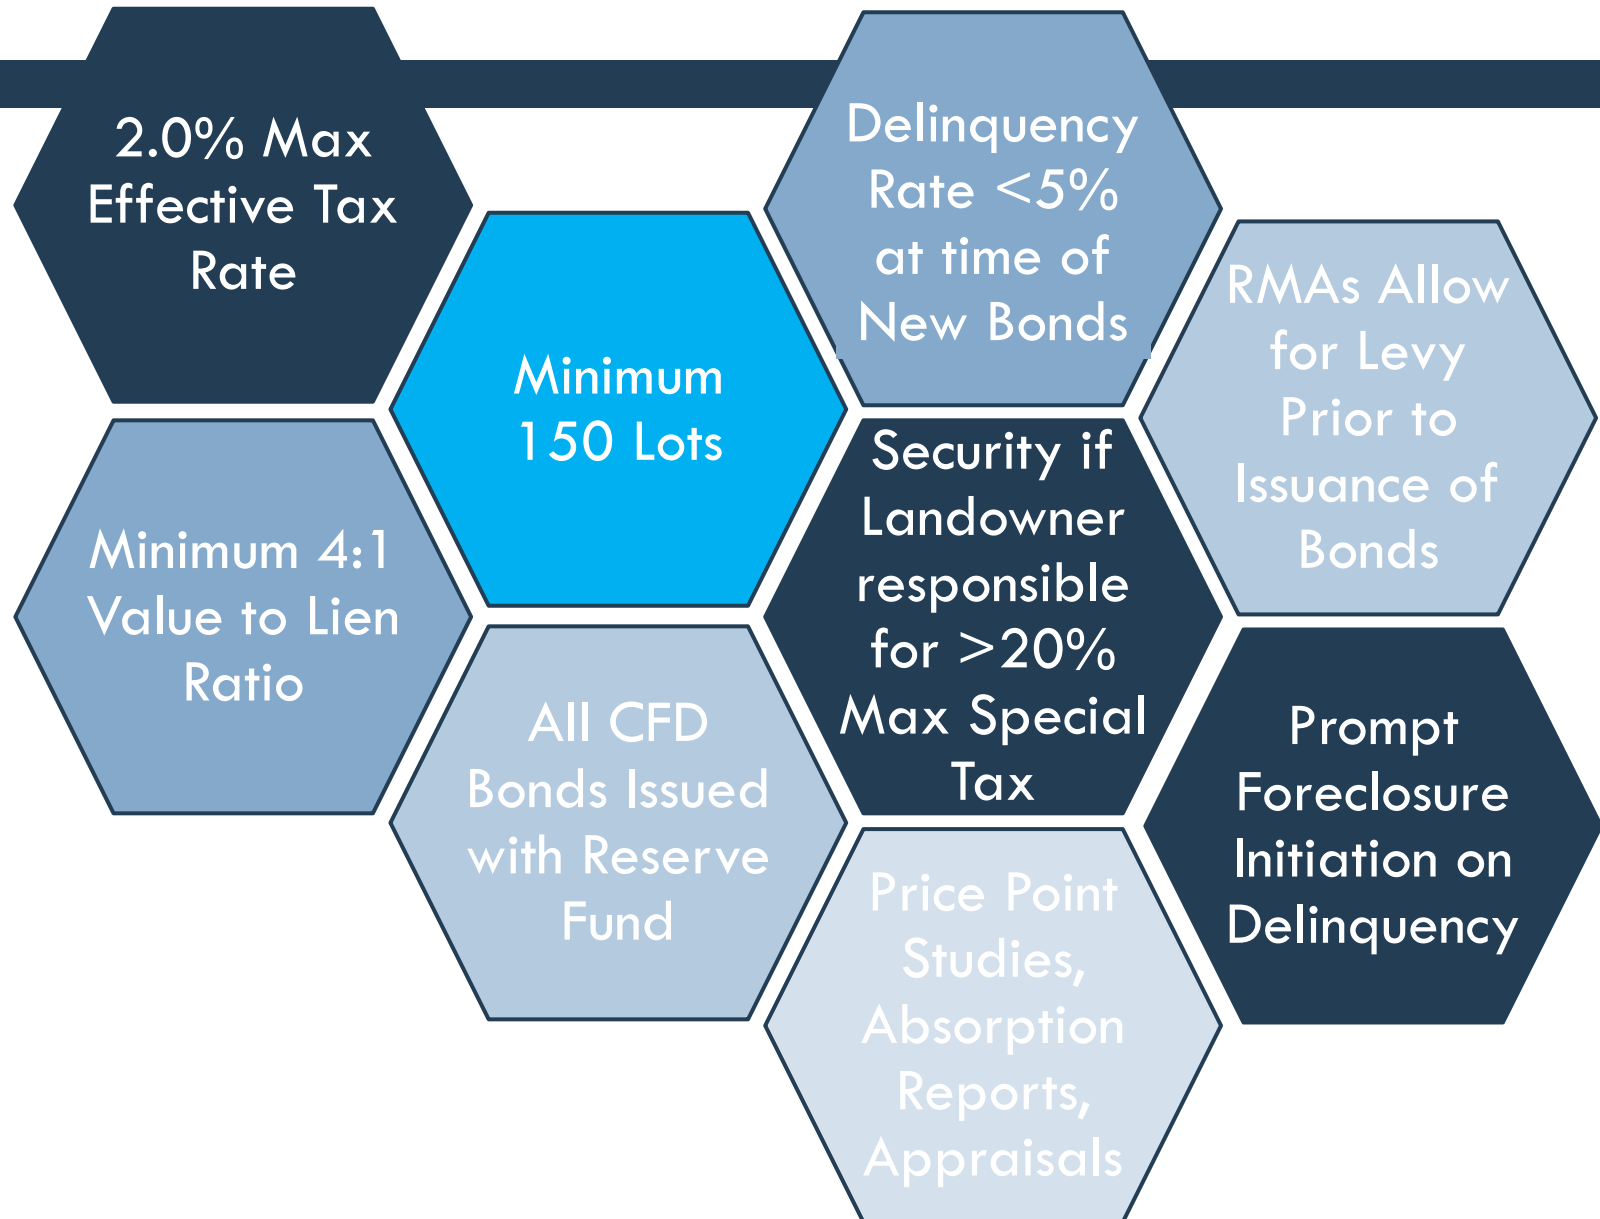 2.0% Max
Effective Tax
Rate
Minimum 4:1
Value to Lien
Ratio
Minimum
150 Lots
All CFD
Bonds Issued
with Reserve
Fund
Delinquency
Rate <5%
at time of
New Bonds
Security if
Landowner
responsible
for >20%
Max Special
Tax
Price Point
Studies,
Absorption
Reports,
Appraisals
RMAs Allow
for Levy
Prior to
Issuance of
Bonds
Prompt
Foreclosure
Initiation on
Delinquency